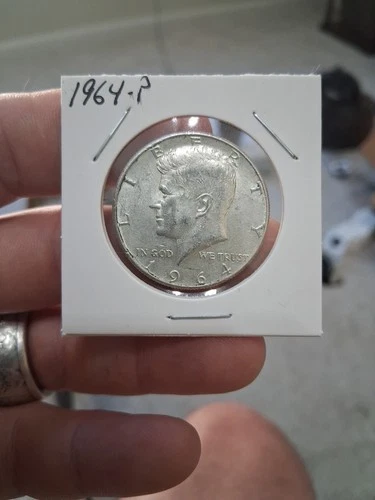 1964-P
LIBERTY
IN GOD WE TRUST
1964